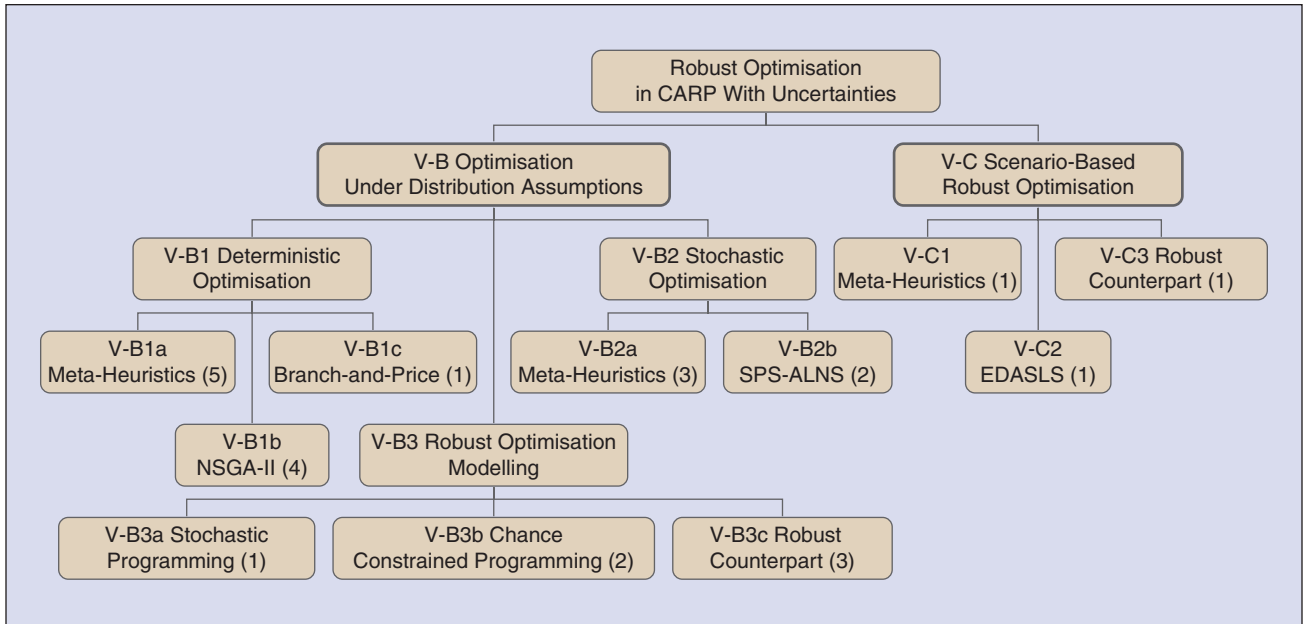 Robust Optimisation
in CARP With Uncertainties
V-B Optimisation
Under Distribution Assumptions
V-C Scenario-Based
Robust Optimisation
V-B1 Deterministic
Optimisation
V-B2 Stochastic
Optimisation
V-C1
Meta-Heuristics (1)
V-C3 Robust
Counterpart (1)
V-B1a
Meta-Heuristics (5)
V-B1c
Branch-and-Price (1)
V-B2a
Meta-Heuristics (3)
V-B2b
SPS-ALNS (2)
V-C2
EDASLS (1)
V-B1b
NSGA-II (4)
V-B3 Robust Optimisation
Modelling
V-B3a Stochastic
Programming (1)
V-B3b Chance
Constrained Programming (2)
V-B3c Robust
Counterpart (3)